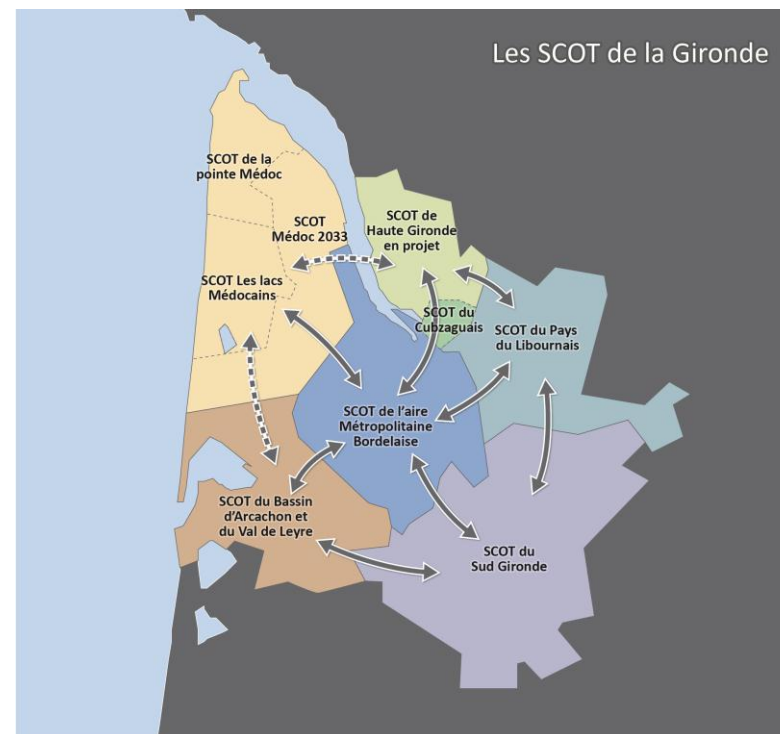 Les SCOT de la Gironde
SCOT de la
pointe Médoc
SCOT
Médoc 2033
SCOT de
Haute Gironde
en projet
SCOT Les lacs
Médocains
SCOT du
Cubzaguais
SCOT du Pays
du Libournais
SCOT de l'aire
Métropolitaine
Bordelaise
SCOT du Bassin
d'Arcachon et
du Val de Leyre
SCOT du
Sud Gironde